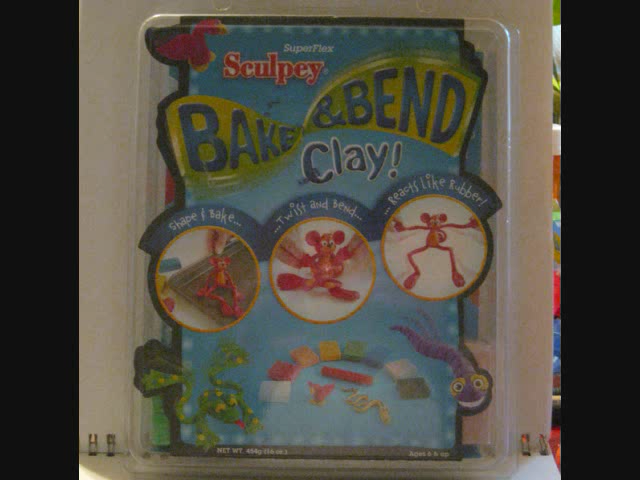 SuperFlex
Sculpey®
BAKE & BEND
Clay!
Shape & Bake...
...Twist and Bend...
...Reacts Like Rubber!
NET WT. 454g (16 oz.)
Ages 8 & up